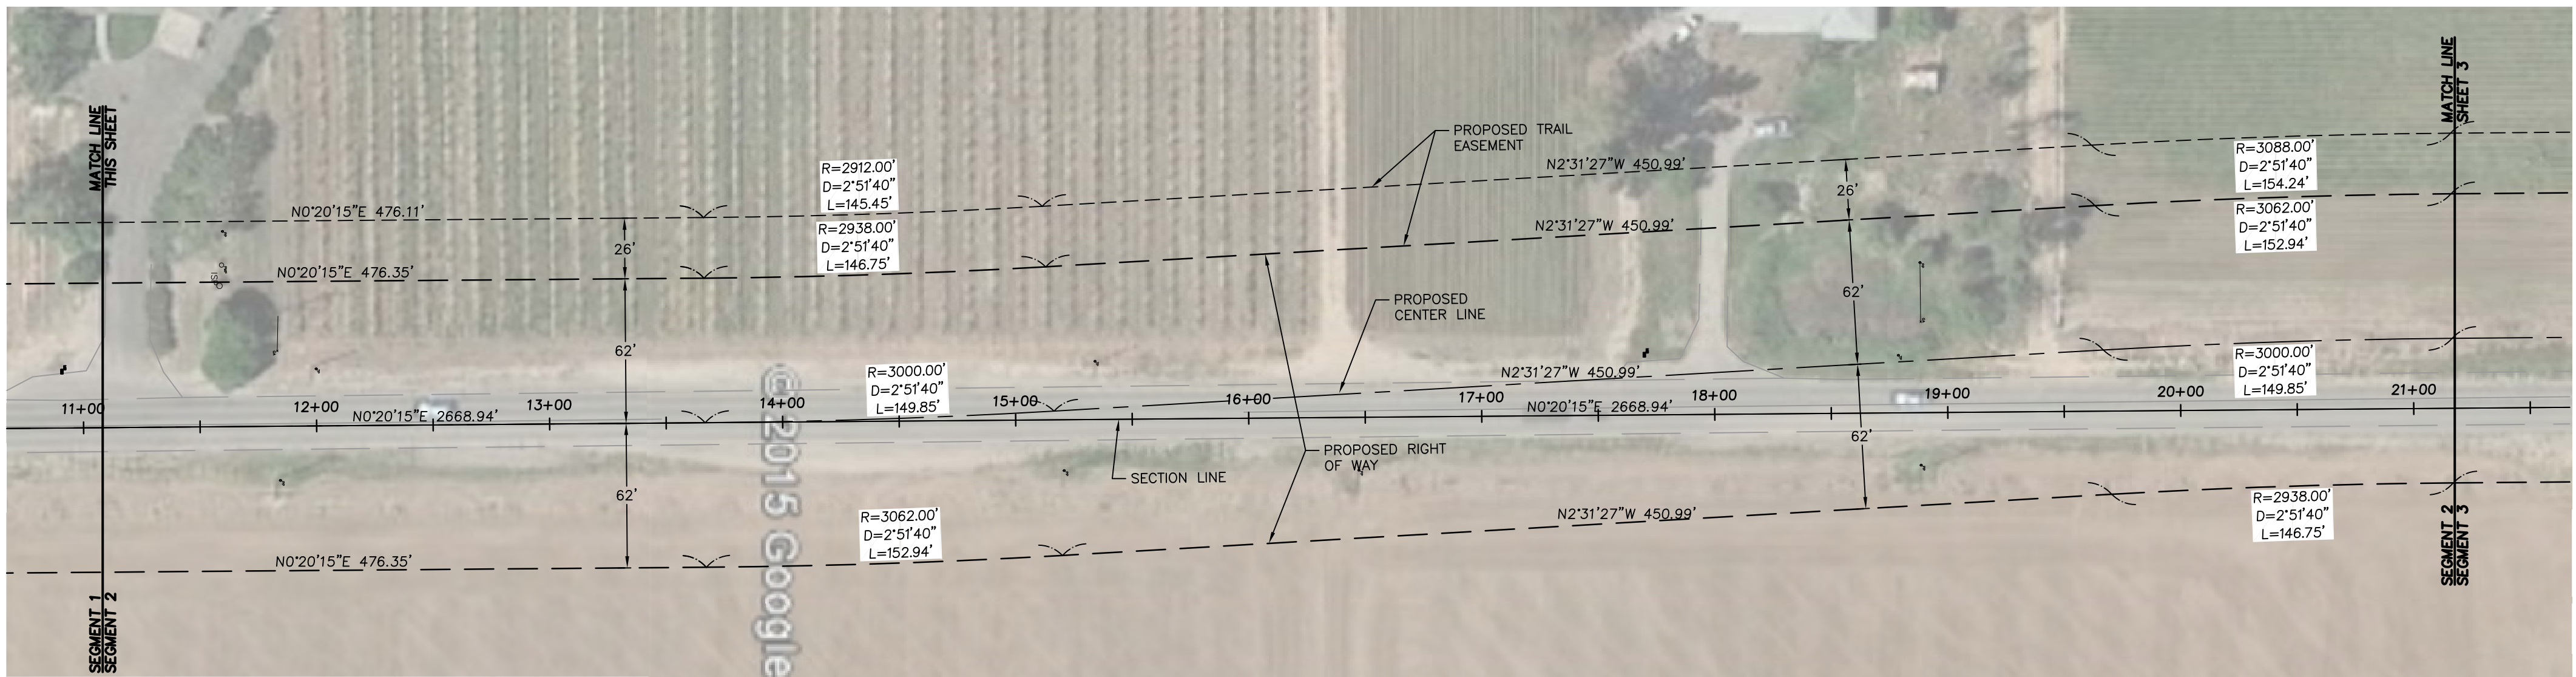 MATCH LINE
THIS SHEET
SEGMENT 1
SEGMENT 2
N0°20'15"E 476.11'
N0°20'15"E 476.35'
26'
62'
62'
N0°20'15"E 476.35'
R=2912.00'
D=2°51'40"
L=145.45'
R=2938.00'
D=2°51'40"
L=146.75'
R=3000.00'
D=2°51'40"
L=149.85'
R=3062.00'
D=2°51'40"
L=152.94'
11+00
12+00
13+00
14+00
15+00
16+00
17+00
18+00
19+00
20+00
21+00
N0°20'15"E 2668.94'
N0°20'15"E 2668.94'
© 2015 Google
PROPOSED TRAIL
EASEMENT
PROPOSED
CENTER LINE
PROPOSED RIGHT
OF WAY
SECTION LINE
N2°31'27"W 450.99'
N2°31'27"W 450.99'
N2°31'27"W 450.99'
N2°31'27"W 450.99'
26'
62'
62'
R=3088.00'
D=2°51'40"
L=154.24'
R=3062.00'
D=2°51'40"
L=152.94'
R=3000.00'
D=2°51'40"
L=149.85'
R=2938.00'
D=2°51'40"
L=146.75'
MATCH LINE
SHEET 3
SEGMENT 2
SEGMENT 3